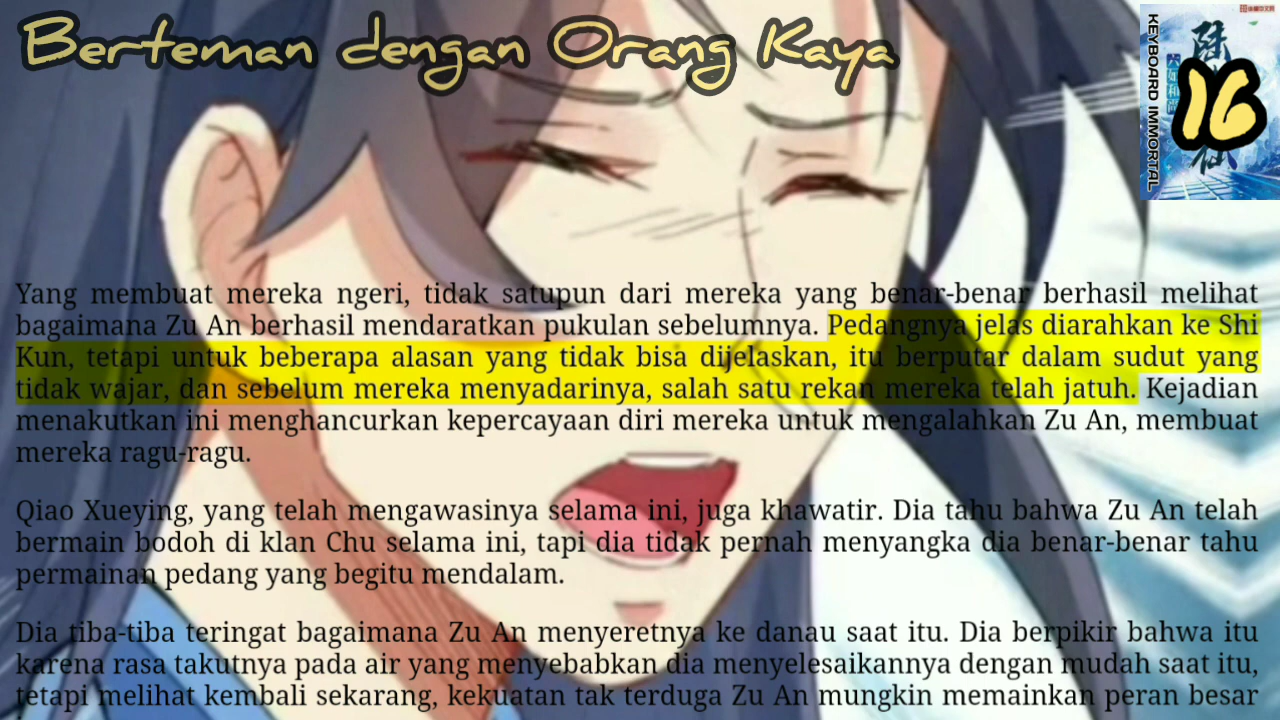 Berteman dengan Orang Kaya
KEYBOARD IMMORTAL
16
Yang membuat mereka ngeri, tidak satupun dari mereka yang benar-benar berhasil melihat
bagaimana Zu An berhasil mendaratkan pukulan sebelumnya. Pedangnya jelas diarahkan ke Shi
Kun, tetapi untuk beberapa alasan yang tidak bisa dijelaskan, itu berputar dalam sudut yang
tidak wajar, dan sebelum mereka menyadarinya, salah satu rekan mereka telah jatuh. Kejadian
menakutkan ini menghancurkan kepercayaan diri mereka untuk mengalahkan Zu An, membuat
mereka ragu-ragu.
Qiao Xueying, yang telah mengawasinya selama ini, juga khawatir. Dia tahu bahwa Zu An telah
bermain bodoh di klan Chu selama ini, tapi dia tidak pernah menyangka dia benar-benar tahu
permainan pedang yang begitu mendalam.
Dia tiba-tiba teringat bagaimana Zu An menyeretnya ke danau saat itu. Dia berpikir bahwa itu
karena rasa takutnya pada air yang menyebabkan dia menyelesaikannya dengan mudah saat itu,
tetapi melihat kembali sekarang, kekuatan tak terduga Zu An mungkin memainkan peran besar